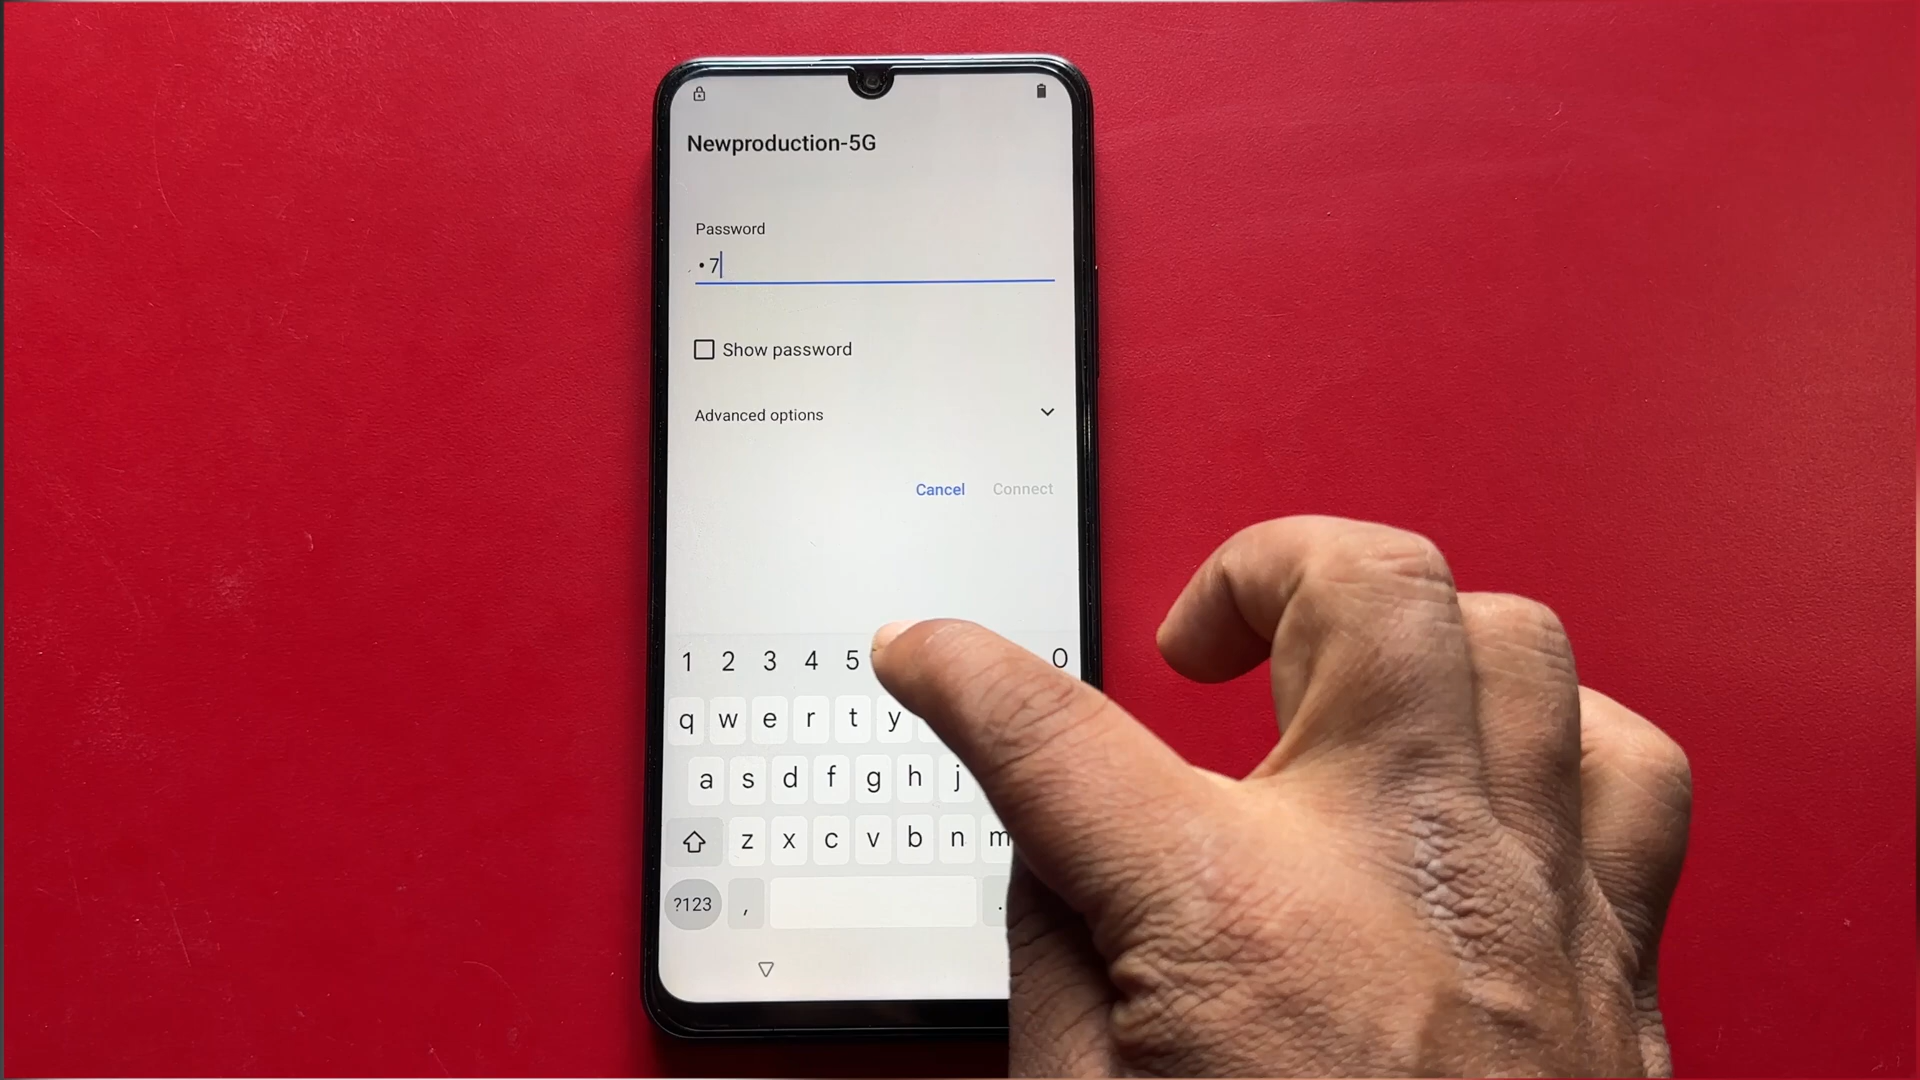 Newproduction-5G
Password
•7
Show password
Advanced options
Cancel Connect
1 2 3 4 5 0
q w e r t y
a s d f g h j
z x c v b n m
?123 , .